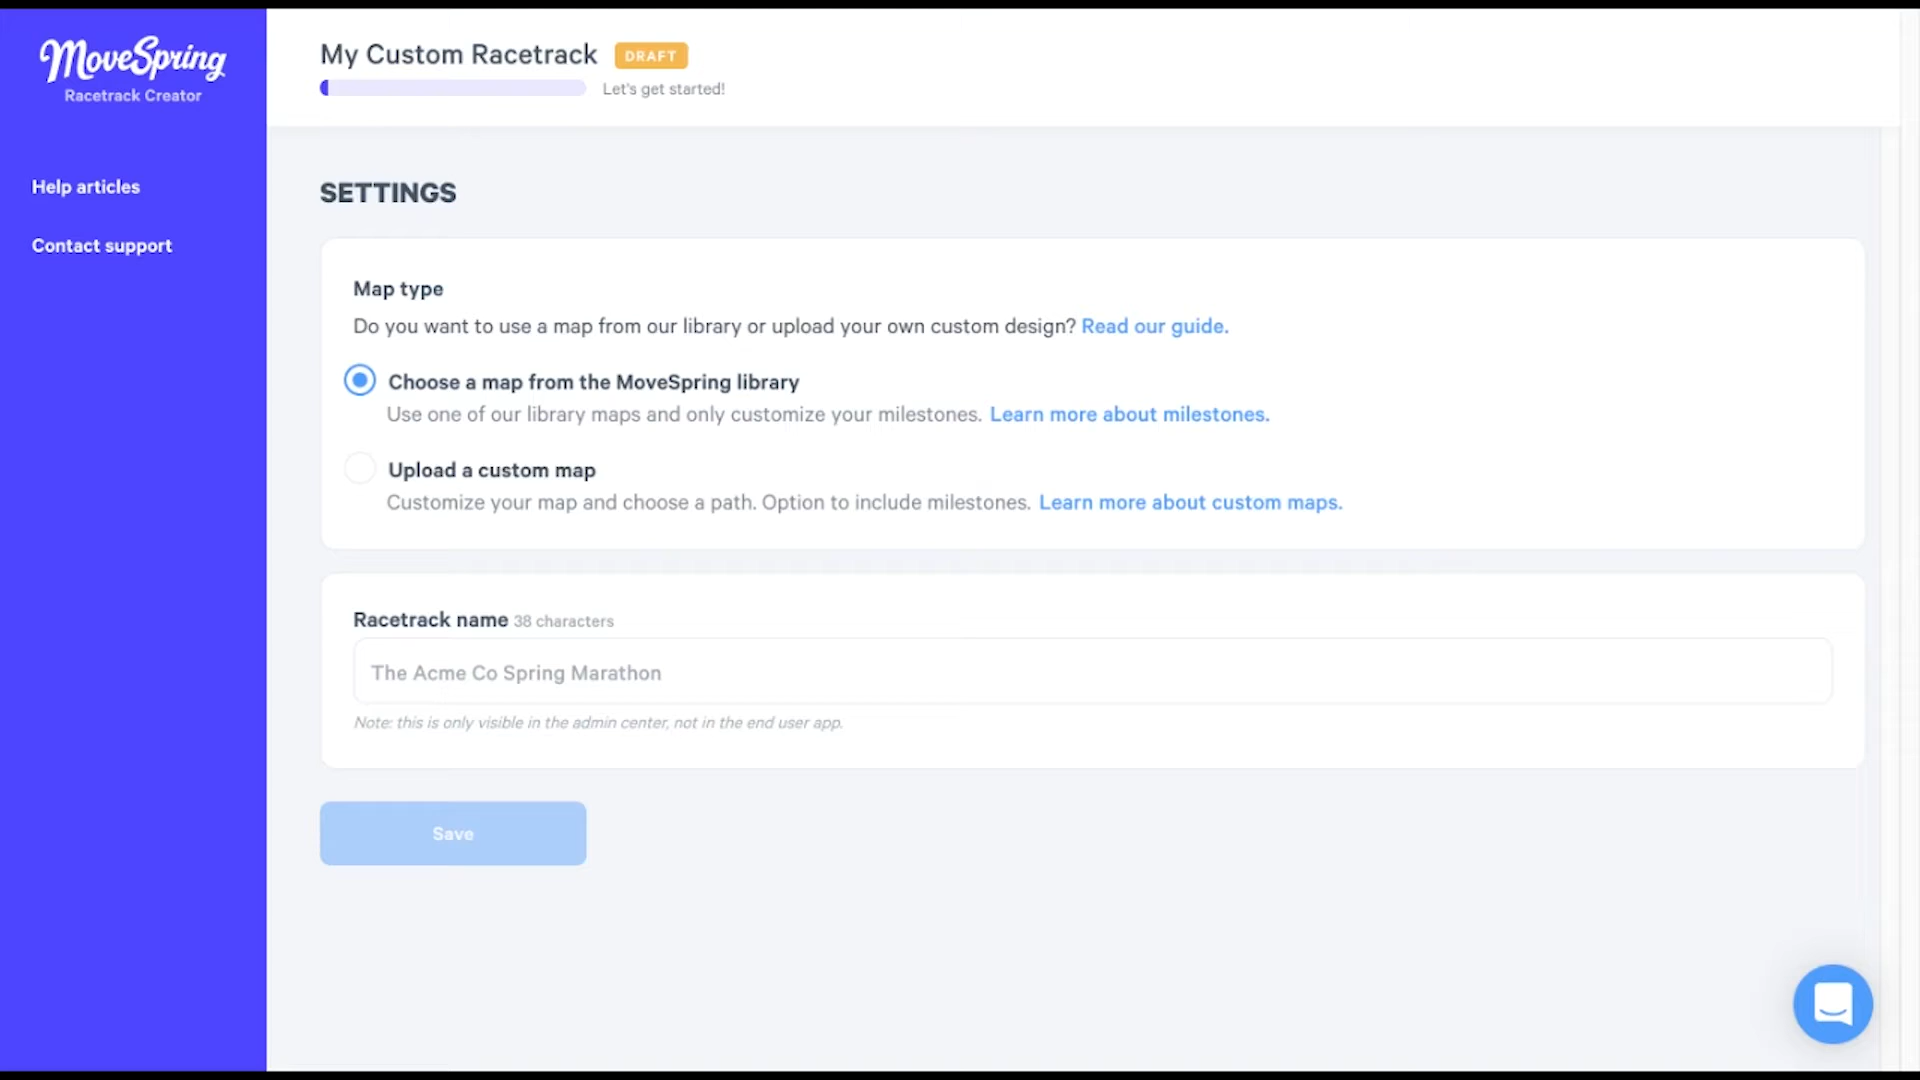 MoveSpring
Racetrack Creator
Help articles
Contact support
My Custom Racetrack DRAFT
Let's get started!
SETTINGS
Map type
Do you want to use a map from our library or upload your own custom design? Read our guide.
Choose a map from the MoveSpring library
Use one of our library maps and only customize your milestones. Learn more about milestones.
Upload a custom map
Customize your map and choose a path. Option to include milestones. Learn more about custom maps.
Racetrack name 38 characters
The Acme Co Spring Marathon
Note: this is only visible in the admin center, not in the end user app.
Save